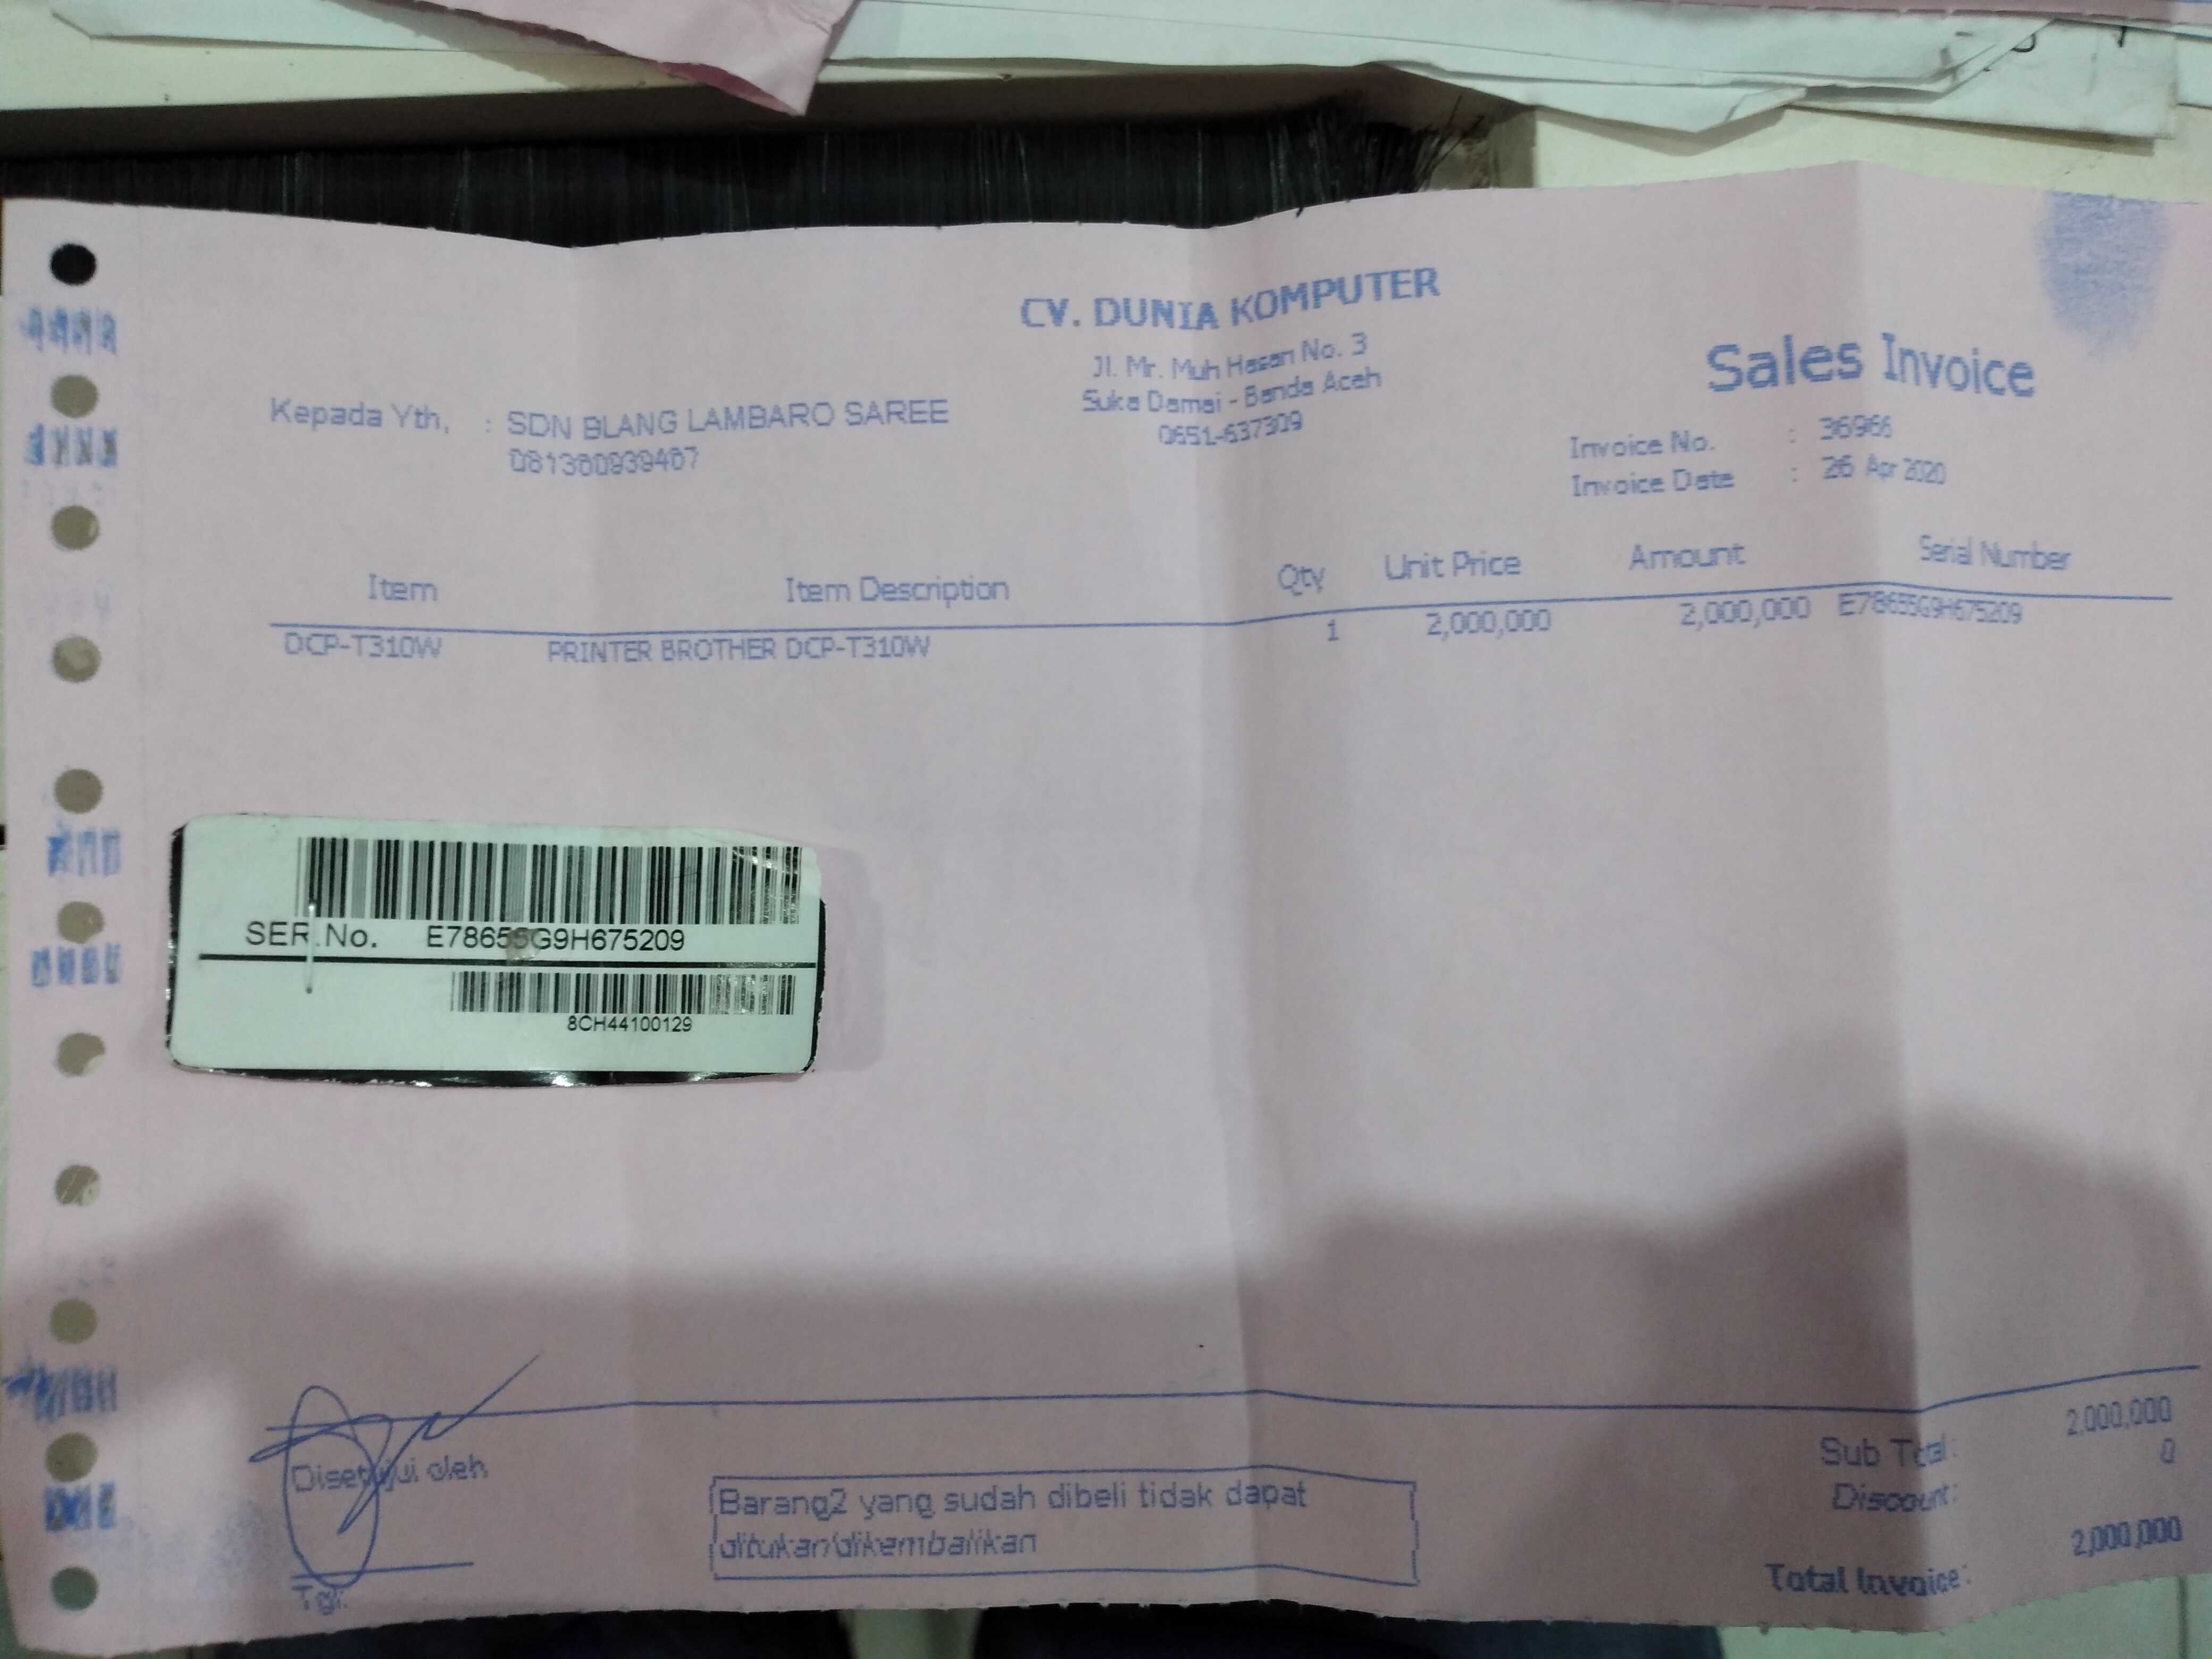 CV. DUNIA KOMPUTER
Jl. Mr. Muh Hasan No. 3
Suka Damai - Banda Aceh
0651-637309
Sales Invoice
Kepada Yth, : SDN BLANG LAMBARO SAREE
Invoice No. : 36966
Invoice Date : 26 Apr 2020
Item Item Description Qty Unit Price Amount Serial Number
DCP-T310W PRINTER BROTHER DCP-T310W 1 2,000,000 2,000,000 E78655G9H675209
SER.No. E78655G9H675209
8CH44100129
Disetujui oleh
Tgl:
Barang2 yang sudah dibeli tidak dapat
ditukan/dikembalikan
Sub Total: 2,000,000
Discount: 0
Total Invoice: 2,000,000